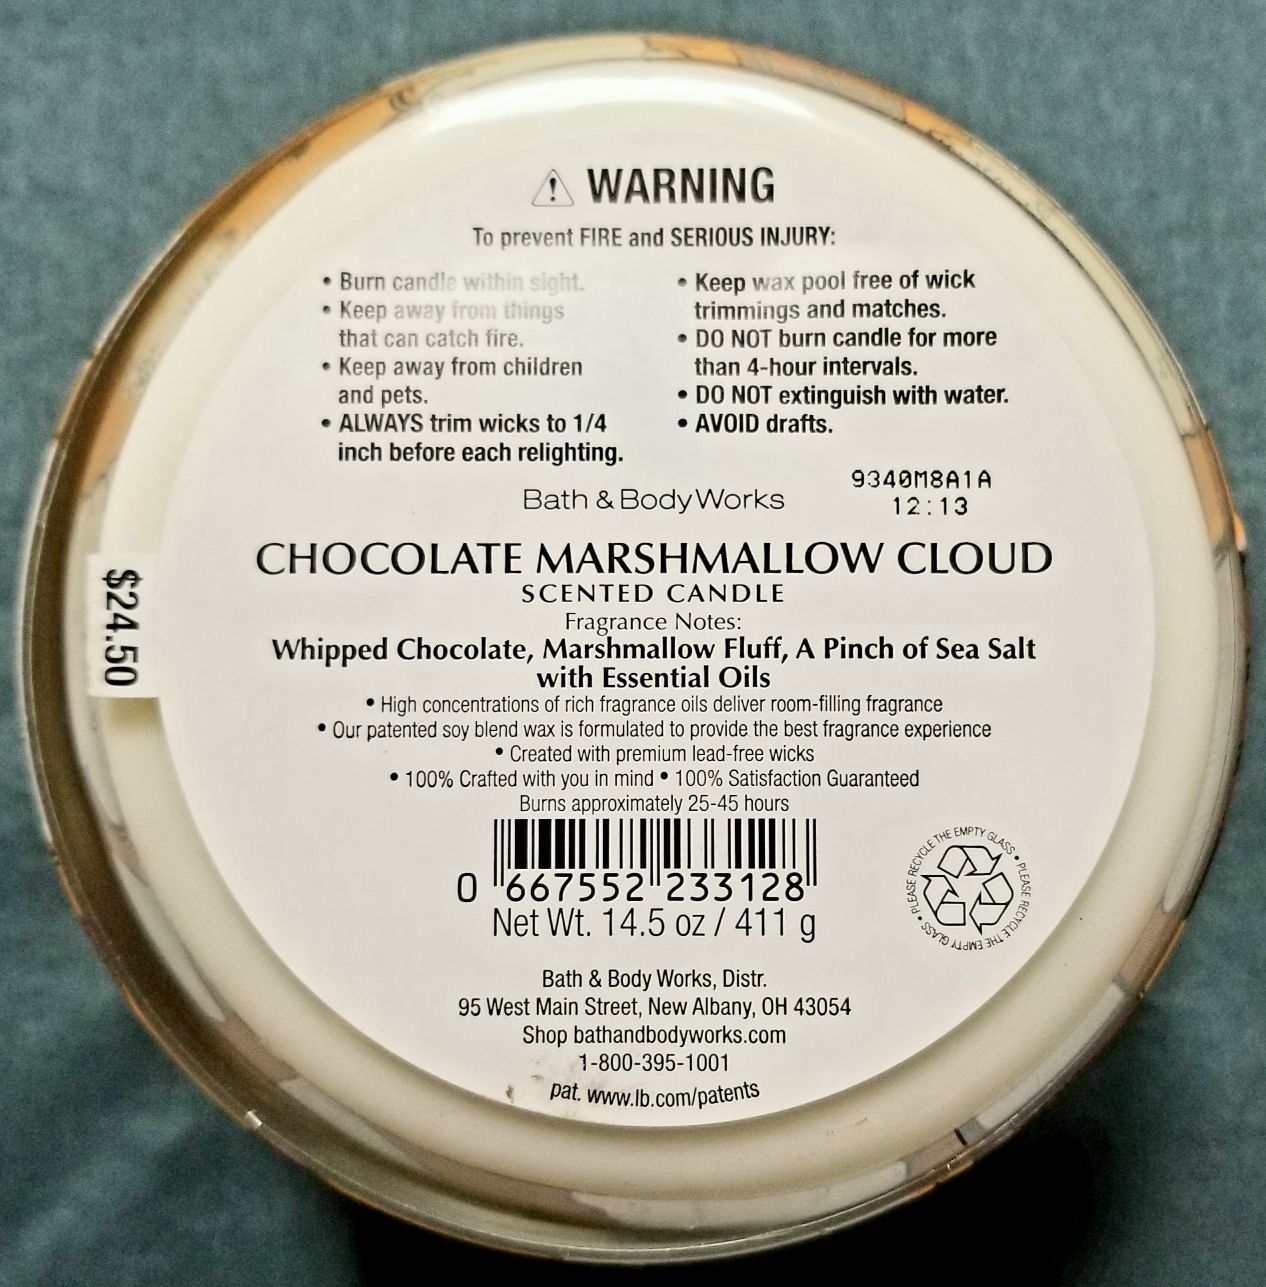 ⚠ WARNING
To prevent FIRE and SERIOUS INJURY:
• Burn candle within sight.
• Keep away from things
that can catch fire.
• Keep away from children
and pets.
• ALWAYS trim wicks to 1/4
inch before each relighting.
• Keep wax pool free of wick
trimmings and matches.
• DO NOT burn candle for more
than 4-hour intervals.
• DO NOT extinguish with water.
• AVOID drafts.
9340M8A1A
12:13
Bath & Body Works
CHOCOLATE MARSHMALLOW CLOUD
SCENTED CANDLE
Fragrance Notes:
Whipped Chocolate, Marshmallow Fluff, A Pinch of Sea Salt
with Essential Oils
• High concentrations of rich fragrance oils deliver room-filling fragrance
• Our patented soy blend wax is formulated to provide the best fragrance experience
• Created with premium lead-free wicks
• 100% Crafted with you in mind • 100% Satisfaction Guaranteed
Burns approximately 25-45 hours
0 667552 233128
Net Wt. 14.5 oz / 411 g
• PLEASE RECYCLE THE EMPTY GLASS • PLEASE RECYCLE THE EMPTY GLASS
Bath & Body Works, Distr.
95 West Main Street, New Albany, OH 43054
Shop bathandbodyworks.com
1-800-395-1001
pat. www.lb.com/patents
$24.50